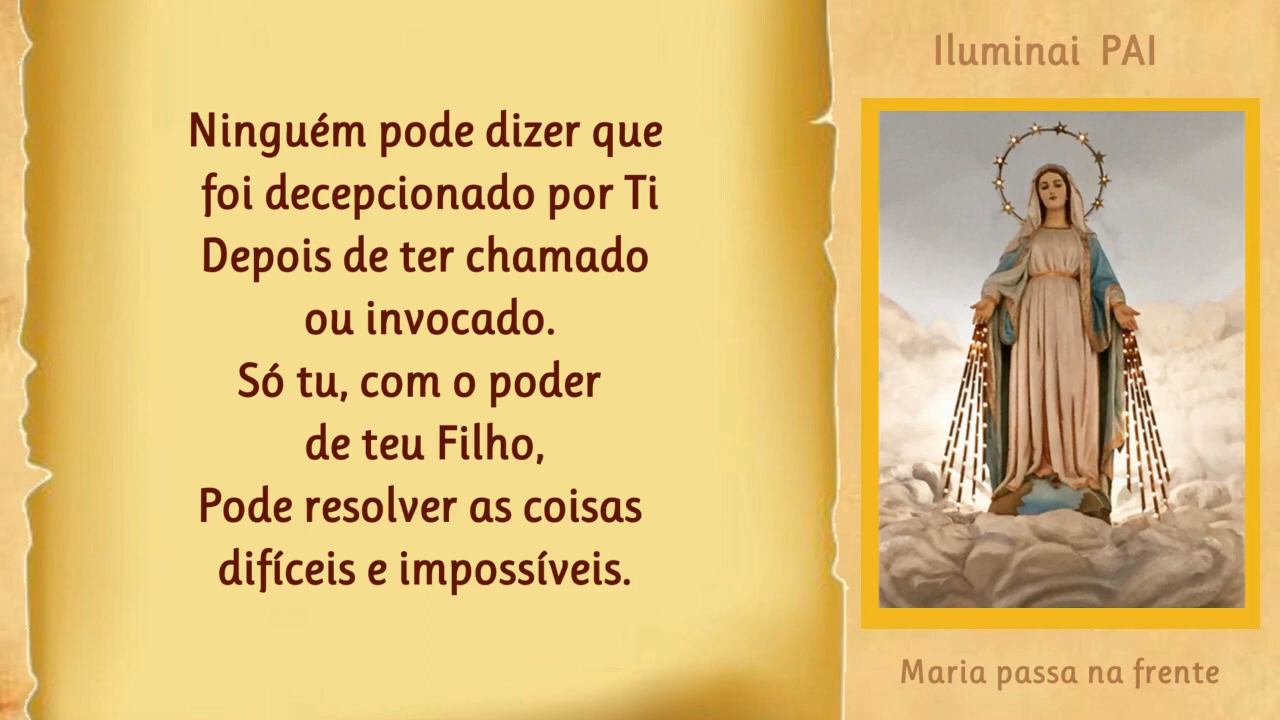 Ninguém pode dizer que
foi decepcionado por Ti
Depois de ter chamado
ou invocado.
Só tu, com o poder
de teu Filho,
Pode resolver as coisas
difíceis e impossíveis.
Iluminai PAI
Maria passa na frente